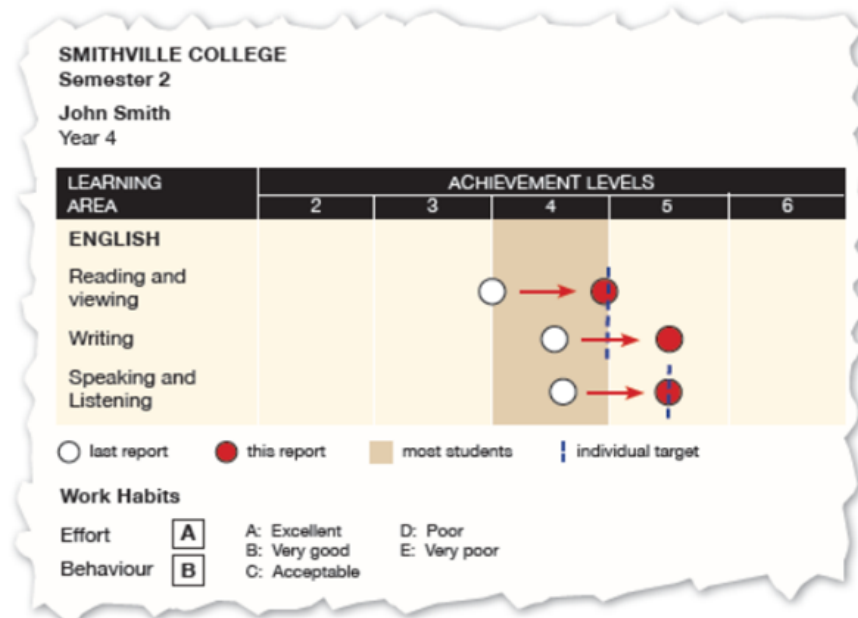 SMITHVILLE COLLEGE
Semester 2
John Smith
Year 4
LEARNING AREA
ACHIEVEMENT LEVELS
2 3 4 5 6
ENGLISH
Reading and
viewing
Writing
Speaking and
Listening
last report this report most students individual target
Work Habits
Effort A
Behaviour B
A: Excellent
B: Very good
C: Acceptable
D: Poor
E: Very poor